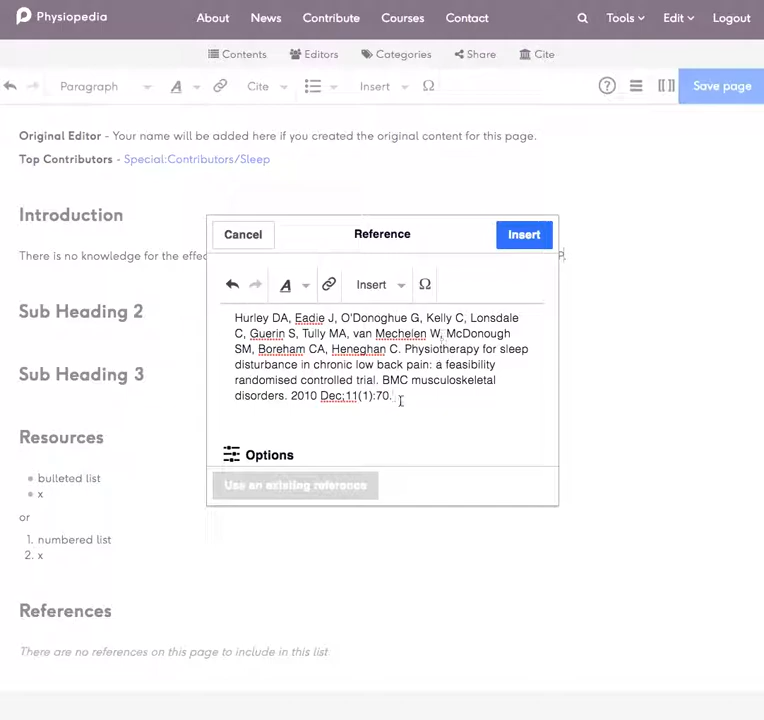 Physiopedia
About News Contribute Courses Contact Tools Edit Logout
Contents Editors Categories Share Cite
Paragraph A Cite Insert Ω ? [[ ]] Save page
Original Editor - Your name will be added here if you created the original content for this page.
Top Contributors - Special:Contributors/Sleep
Introduction
There is no knowledge for the effec
Cancel Reference Insert
A Insert Ω
Hurley DA, Eadie J, O'Donoghue G, Kelly C, Lonsdale
C, Guerin S, Tully MA, van Mechelen W, McDonough
SM, Boreham CA, Heneghan C. Physiotherapy for sleep
disturbance in chronic low back pain: a feasibility
randomised controlled trial. BMC musculoskeletal
disorders. 2010 Dec;11(1):70.
Options
Use an existing reference
Sub Heading 2
Sub Heading 3
Resources
bulleted list
x
or
1. numbered list
2. x
References
There are no references on this page to include in this list.